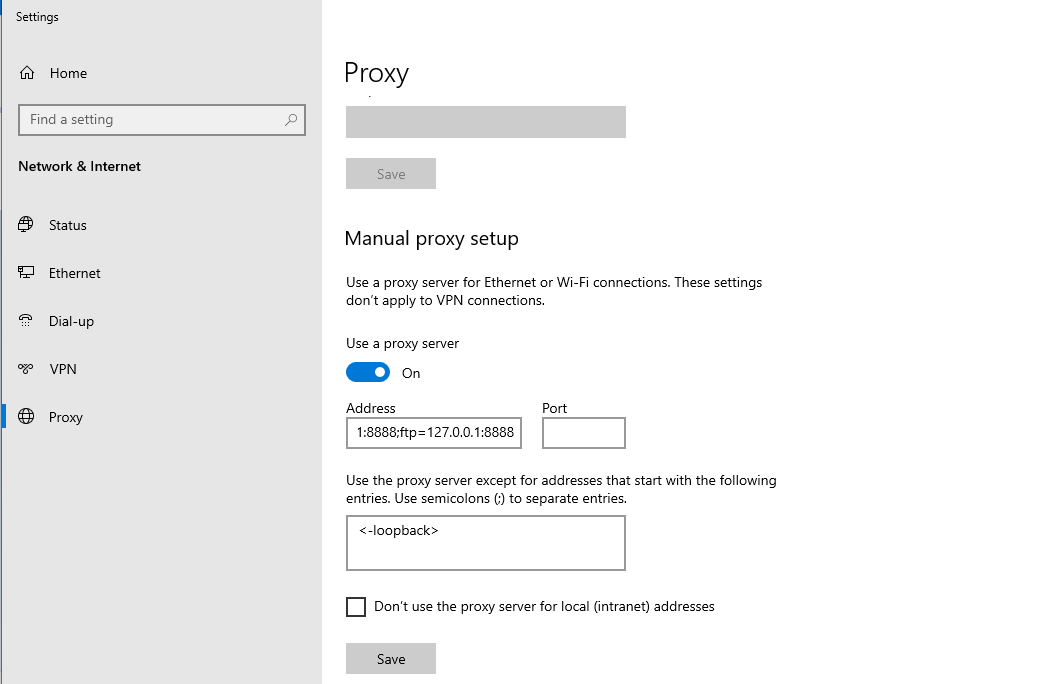 Settings
Home
Find a setting
Network & Internet
Status
Ethernet
Dial-up
VPN
Proxy
Proxy
Save
Manual proxy setup
Use a proxy server for Ethernet or Wi-Fi connections. These settings
don't apply to VPN connections.
Use a proxy server
On
Address Port
1:8888;ftp=127.0.0.1:8888
Use the proxy server except for addresses that start with the following
entries. Use semicolons (;) to separate entries.
<-loopback>
Don't use the proxy server for local (intranet) addresses
Save